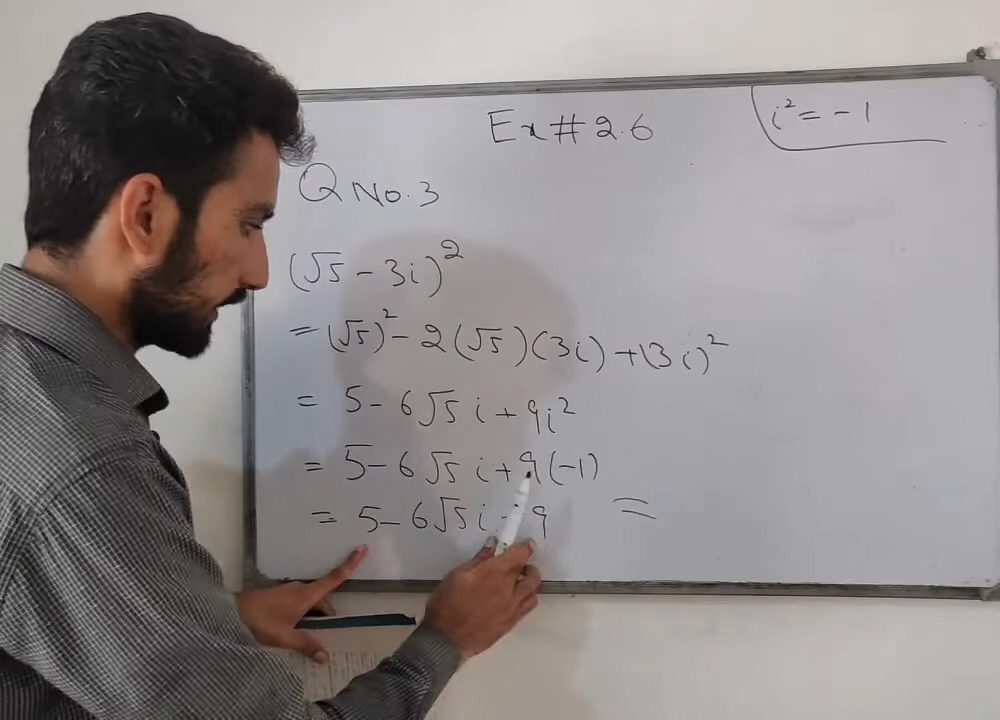 Ex # 2.6
i² = -1
Q No. 3
(√5 - 3i)²
= (√5)² - 2(√5)(3i) + (3i)²
= 5 - 6√5 i + 9i²
= 5 - 6√5 i + 9(-1)
= 5 - 6√5 i - 9 =